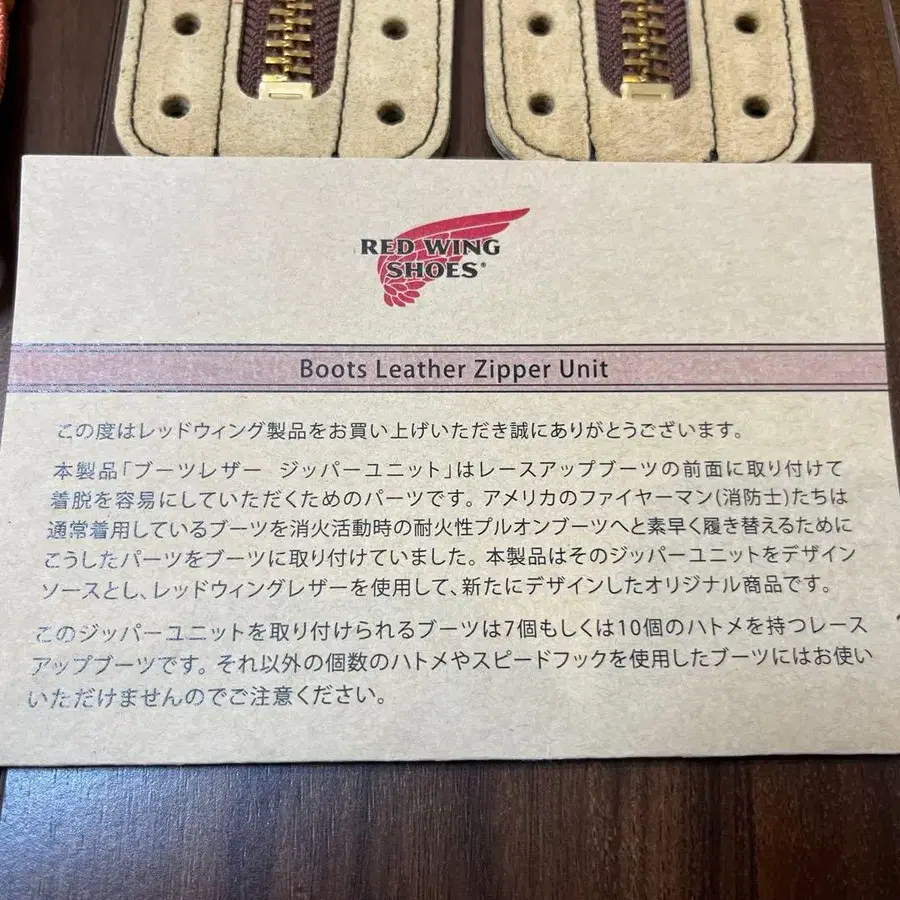 RED WING
SHOES®
Boots Leather Zipper Unit
この度はレッドウィング製品をお買い上げいただき誠にありがとうございます。
本製品「ブーツレザー　ジッパーユニット」はレースアップブーツの前面に取り付けて
着脱を容易にしていただくためのパーツです。アメリカのファイヤーマン(消防士)たちは
通常着用しているブーツを消火活動時の耐火性プルオンブーツへと素早く履き替えるために
こうしたパーツをブーツに取り付けていました。本製品はそのジッパーユニットをデザイン
ソースとし、レッドウィングレザーを使用して、新たにデザインしたオリジナル商品です。
このジッパーユニットを取り付けられるブーツは7個もしくは10個のハトメを持つレース
アップブーツです。それ以外の個数のハトメやスピードフックを使用したブーツにはお使い
いただけませんのでご注意ください。